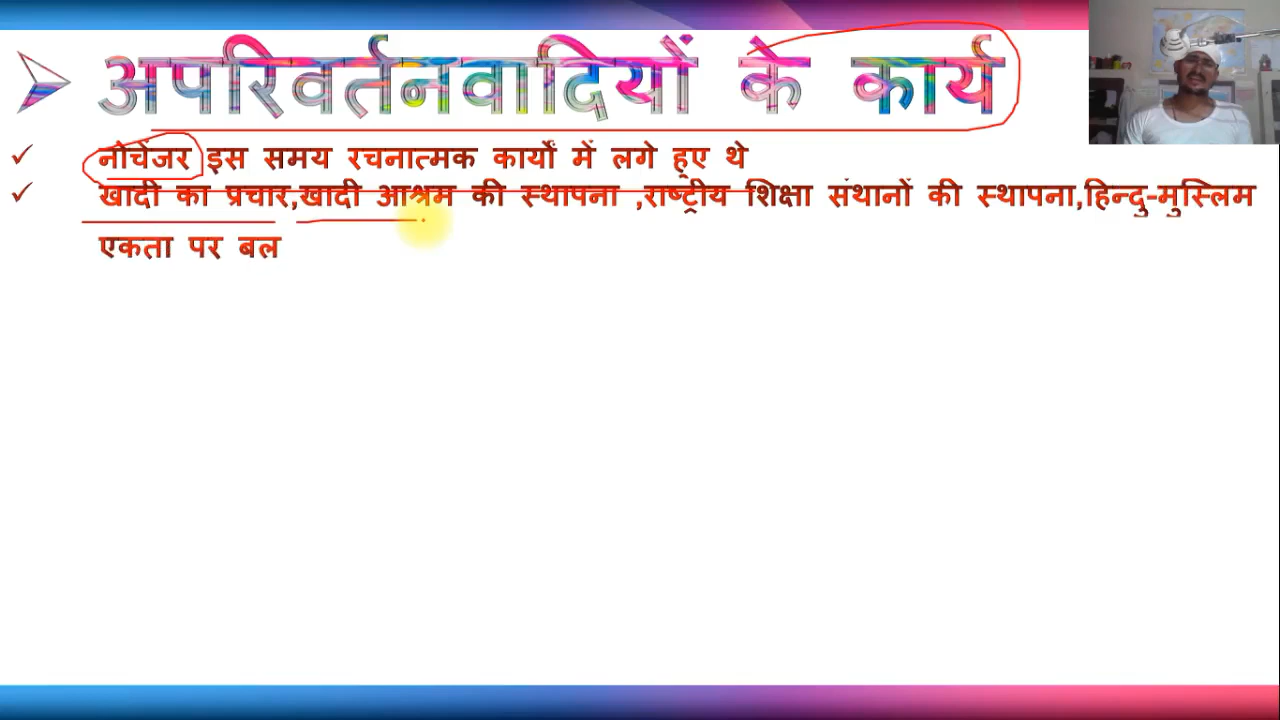 अपरिवर्तनवादियों के कार्य
नोचेंजर इस समय रचनात्मक कार्यों में लगे हुए थे
खादी का प्रचार,खादी आश्रम की स्थापना ,राष्ट्रीय शिक्षा संथानों की स्थापना,हिन्दु-मुस्लिम
एकता पर बल